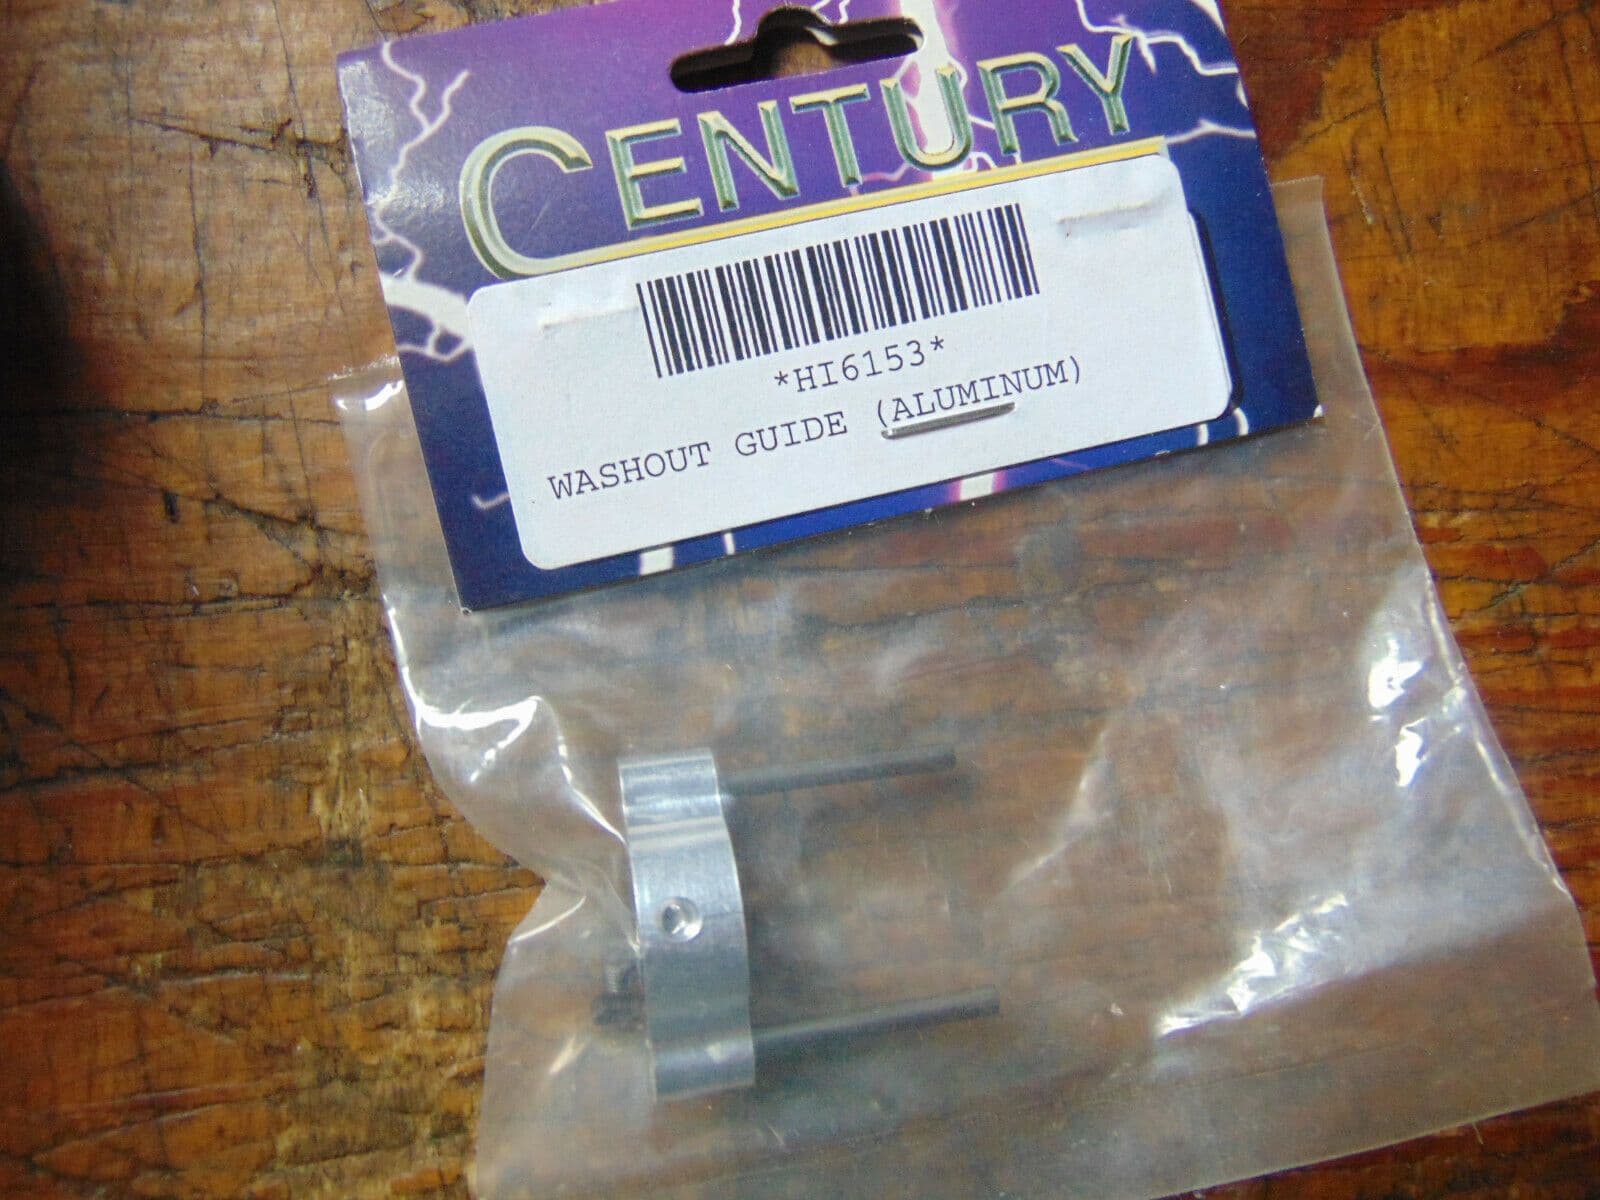 CENTURY
*HI6153*
WASHOUT GUIDE (ALUMINUM)